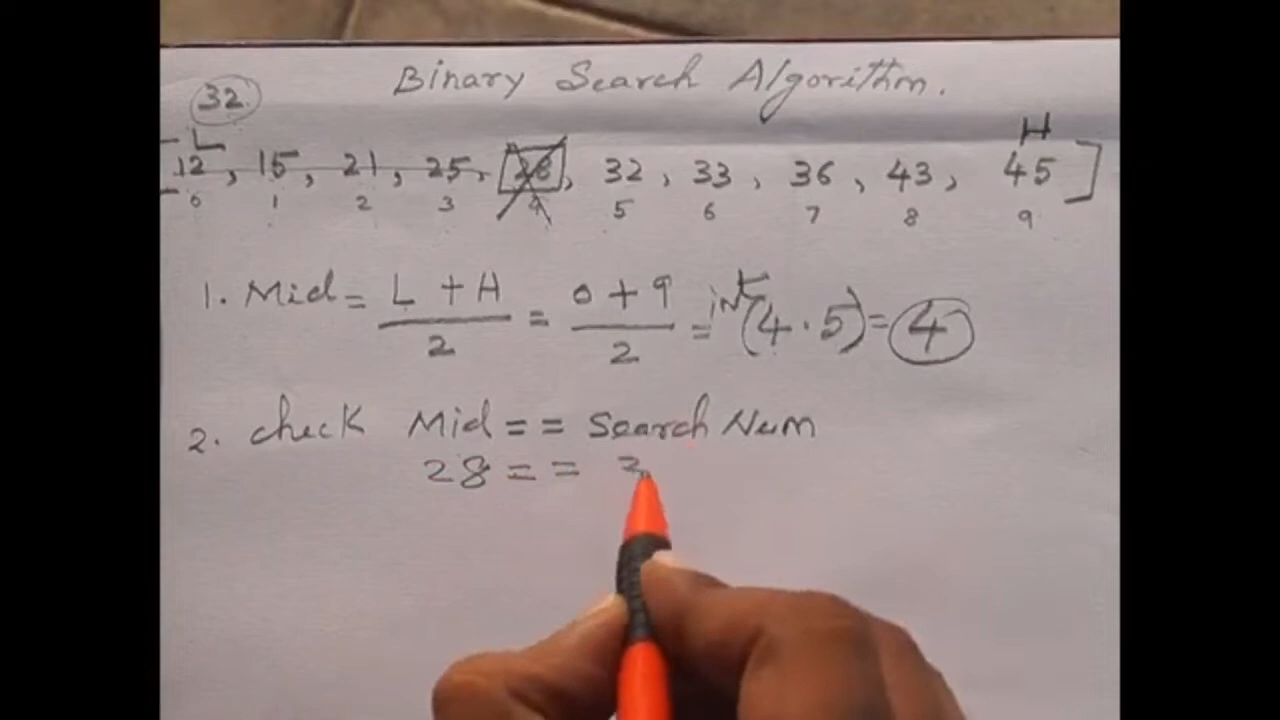 Binary Search Algorithm.
32
L H
12, 15, 21, 25, 28, 32, 33, 36, 43, 45]
0 1 2 3 4 5 6 7 8 9
1. Mid = L + H / 2 = 0 + 9 / 2 = int(4.5) = 4
2. check Mid == Search Num
28 == 3